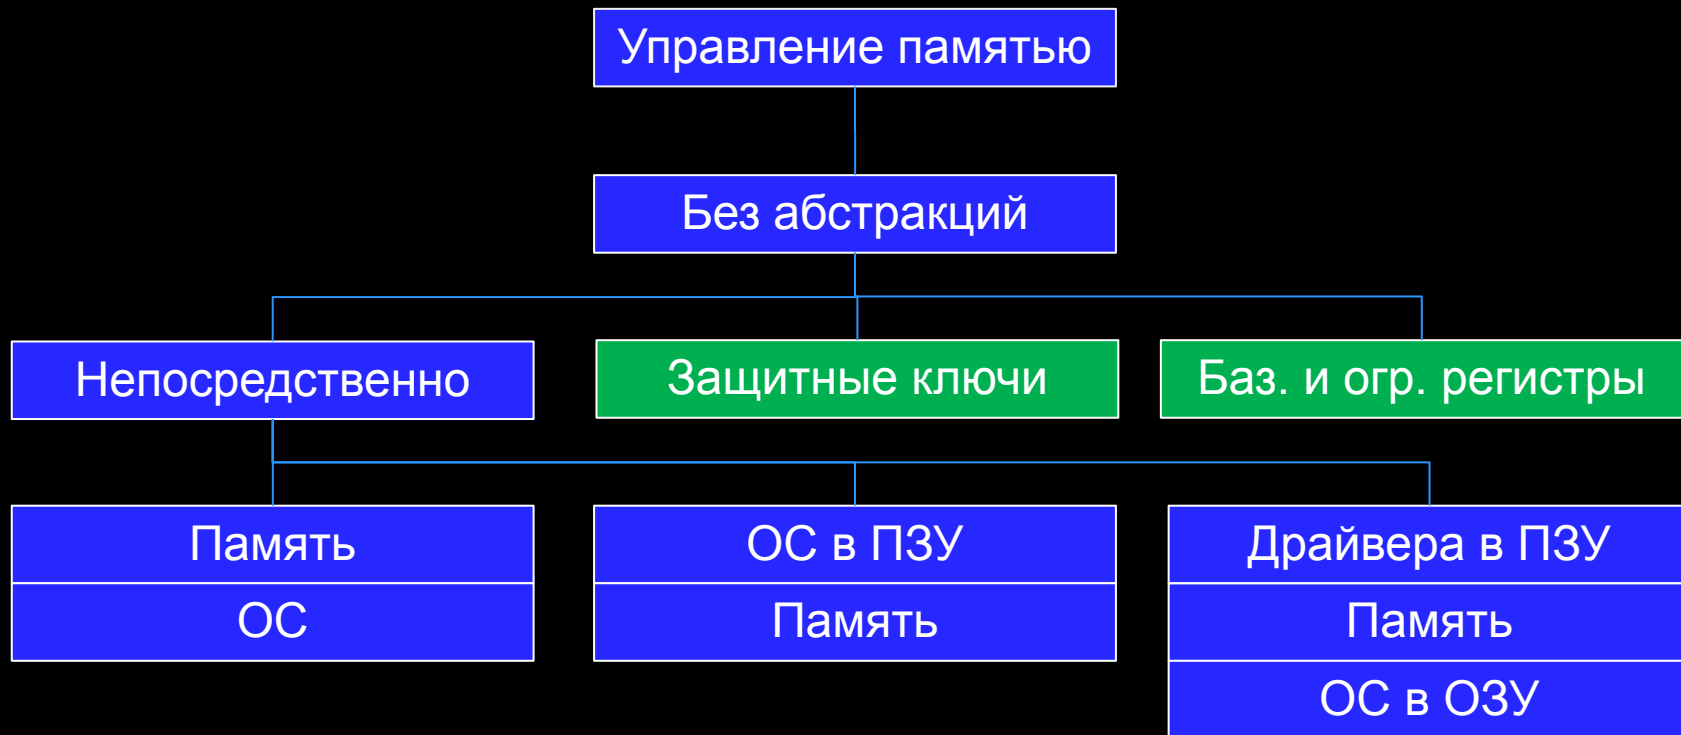 Управление памятью
Без абстракций
Непосредственно
Защитные ключи
Баз. и огр. регистры
Память
ОС
ОС в ПЗУ
Память
Драйвера в ПЗУ
Память
ОС в ОЗУ